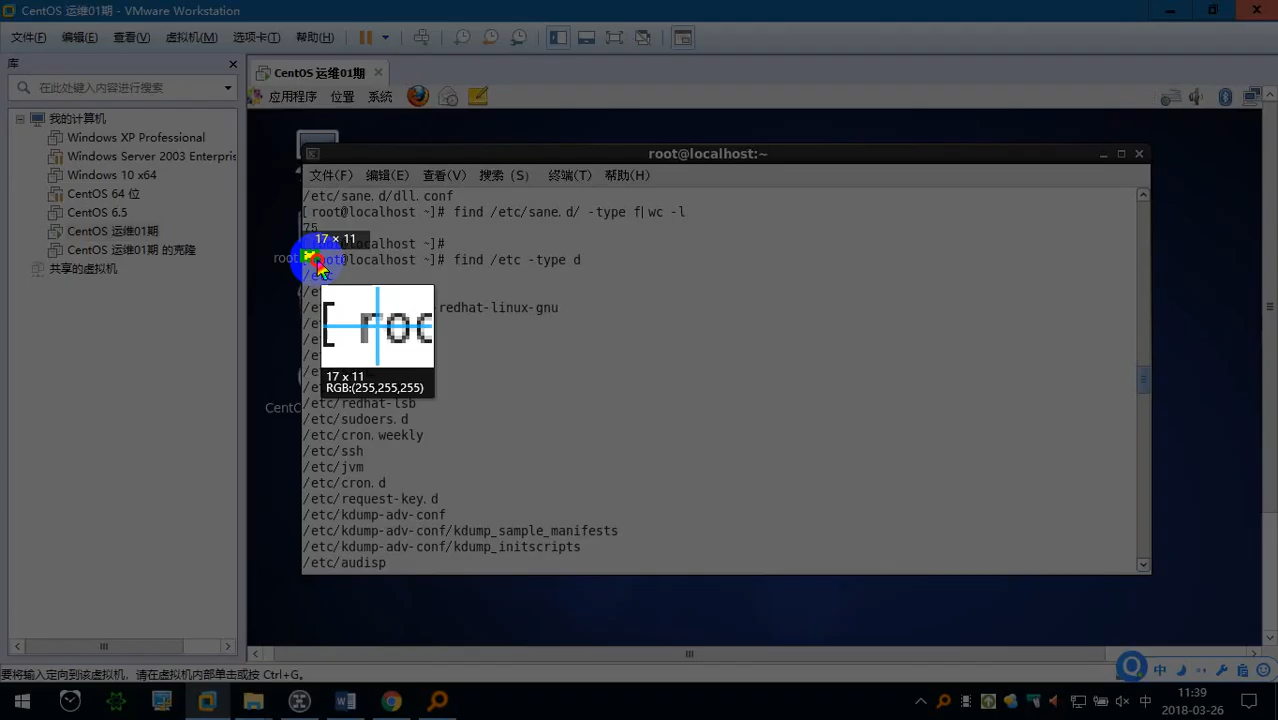 CentOS 运维01期 - VMware Workstation
文件(F) 编辑(E) 查看(V) 虚拟机(M) 选项卡(T) 帮助(H)
库
在此处键入内容进行搜索
我的计算机
Windows XP Professional
Windows Server 2003 Enterpris
Windows 10 x64
CentOS 64 位
CentOS 6.5
CentOS 运维01期
CentOS 运维01期 的克隆
共享的虚拟机
CentOS 运维01期
应用程序 位置 系统
root@localhost:~
文件(F) 编辑(E) 查看(V) 搜索 (S) 终端(T) 帮助(H)
/etc/sane.d/dll.conf
[root@localhost ~]# find /etc/sane.d/ -type f| wc -l
75
17 × 11
[root@localhost ~]#
root
[root@localhost ~]# find /etc -type d
/etc
-redhat-linux-gnu
[ roo
17 x 11
RGB:(255,255,255)
/etc/redhat-lsb
CentO
/etc/sudoers.d
/etc/cron.weekly
/etc/ssh
/etc/jvm
/etc/cron.d
/etc/request-key.d
/etc/kdump-adv-conf
/etc/kdump-adv-conf/kdump_sample_manifests
/etc/kdump-adv-conf/kdump_initscripts
/etc/audisp
要将输入定向到该虚拟机，请在虚拟机内部单击或按 Ctrl+G。
中
中
11:39
2018-03-26